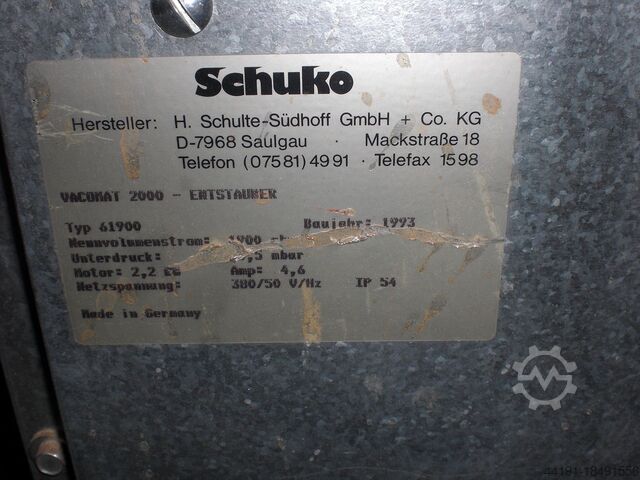 Schuko
Hersteller: H. Schulte-Südhoff GmbH + Co. KG
D-7968 Saulgau · Mackstraße 18
Telefon (07581) 4991 · Telefax 1598
VACOMAT 2000 - ENTSTAUBER
Typ 61900 Baujahr: 1993
Nennvolumenstrom: 1900
Unterdruck: mbar
Motor: 2,2 Amp: 4,6
Netzspannung: 380/50 V/Hz IP 54
Made in Germany
44191-18491556